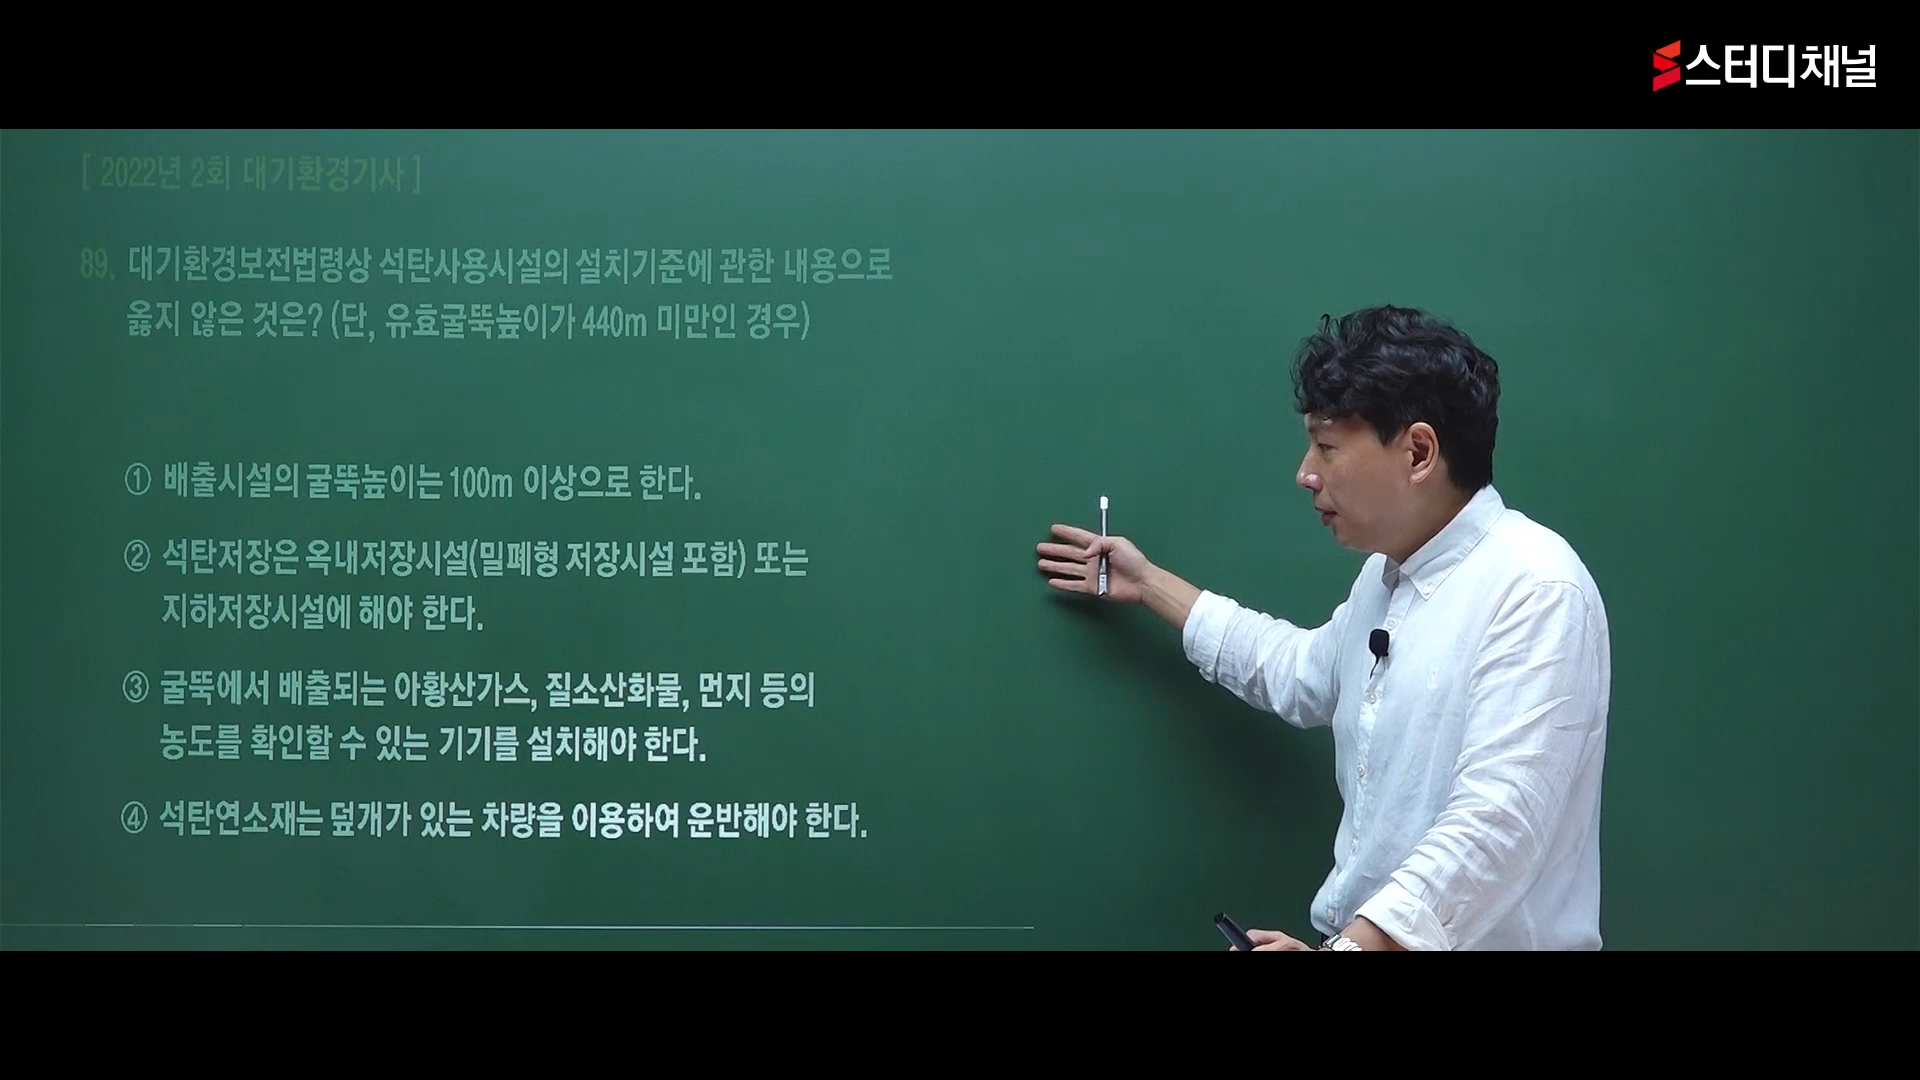 스터디채널
[ 2022년 2회 대기환경기사 ]
89. 대기환경보전법령상 석탄사용시설의 설치기준에 관한 내용으로
옳지 않은 것은? (단, 유효굴뚝높이가 440m 미만인 경우)
① 배출시설의 굴뚝높이는 100m 이상으로 한다.
② 석탄저장은 옥내저장시설(밀폐형 저장시설 포함) 또는
지하저장시설에 해야 한다.
③ 굴뚝에서 배출되는 아황산가스, 질소산화물, 먼지 등의
농도를 확인할 수 있는 기기를 설치해야 한다.
④ 석탄연소재는 덮개가 있는 차량을 이용하여 운반해야 한다.